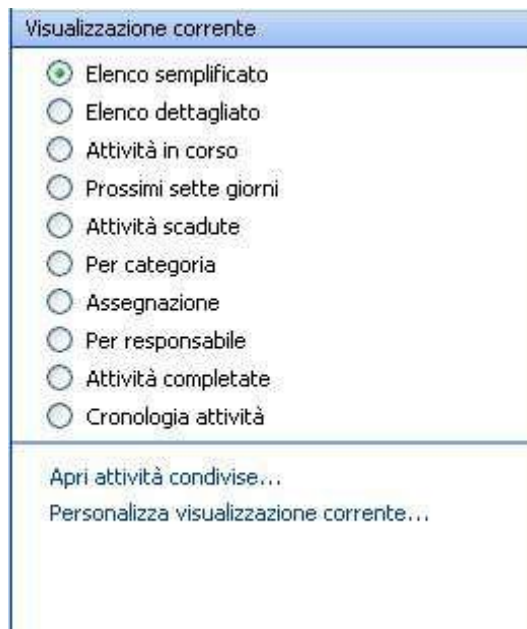 Visualizzazione corrente
Elenco semplificato
Elenco dettagliato
Attività in corso
Prossimi sette giorni
Attività scadute
Per categoria
Assegnazione
Per responsabile
Attività completate
Cronologia attività
Apri attività condivise...
Personalizza visualizzazione corrente...